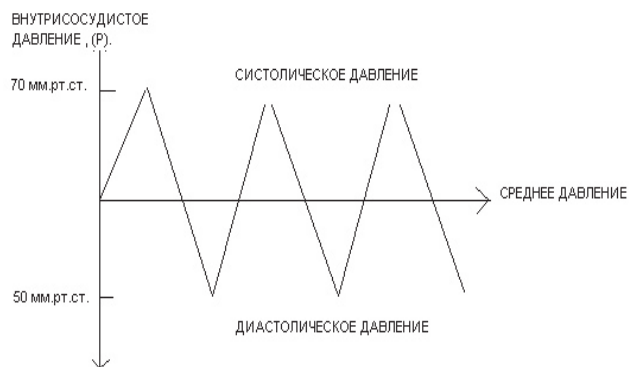 ВНУТРИСОСУДИСТОЕ
ДАВЛЕНИЕ , (Р).
70 мм.рт.ст.
СИСТОЛИЧЕСКОЕ ДАВЛЕНИЕ
СРЕДНЕЕ ДАВЛЕНИЕ
50 мм.рт.ст.
ДИАСТОЛИЧЕСКОЕ ДАВЛЕНИЕ